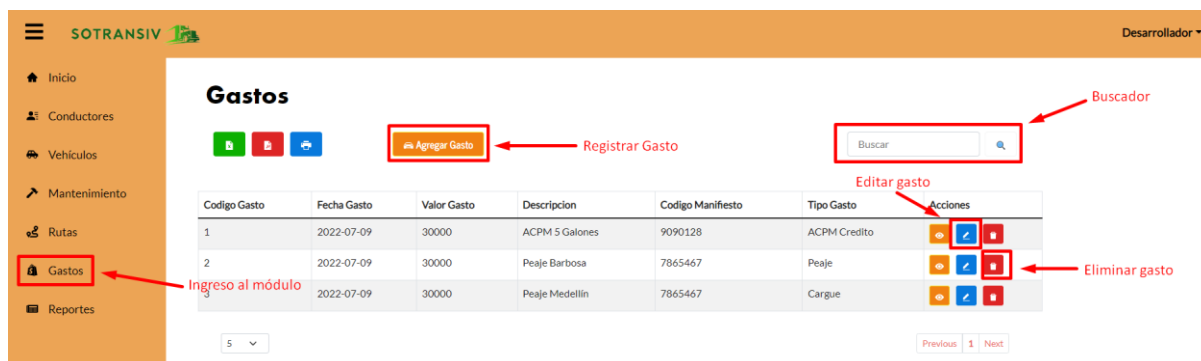 SOTRANSIV
Desarrollador
Inicio
Conductores
Vehículos
Mantenimiento
Rutas
Gastos
Reportes
Ingreso al módulo
Gastos
Agregar Gasto
Registrar Gasto
Buscador
Buscar
Editar gasto
Codigo Gasto Fecha Gasto Valor Gasto Descripcion Codigo Manifiesto Tipo Gasto Acciones
1 2022-07-09 30000 ACPM 5 Galones 9090128 ACPM Credito
2 2022-07-09 30000 Peaje Barbosa 7865467 Peaje
Eliminar gasto
3 2022-07-09 30000 Peaje Medellín 7865467 Cargue
5
Previous 1 Next